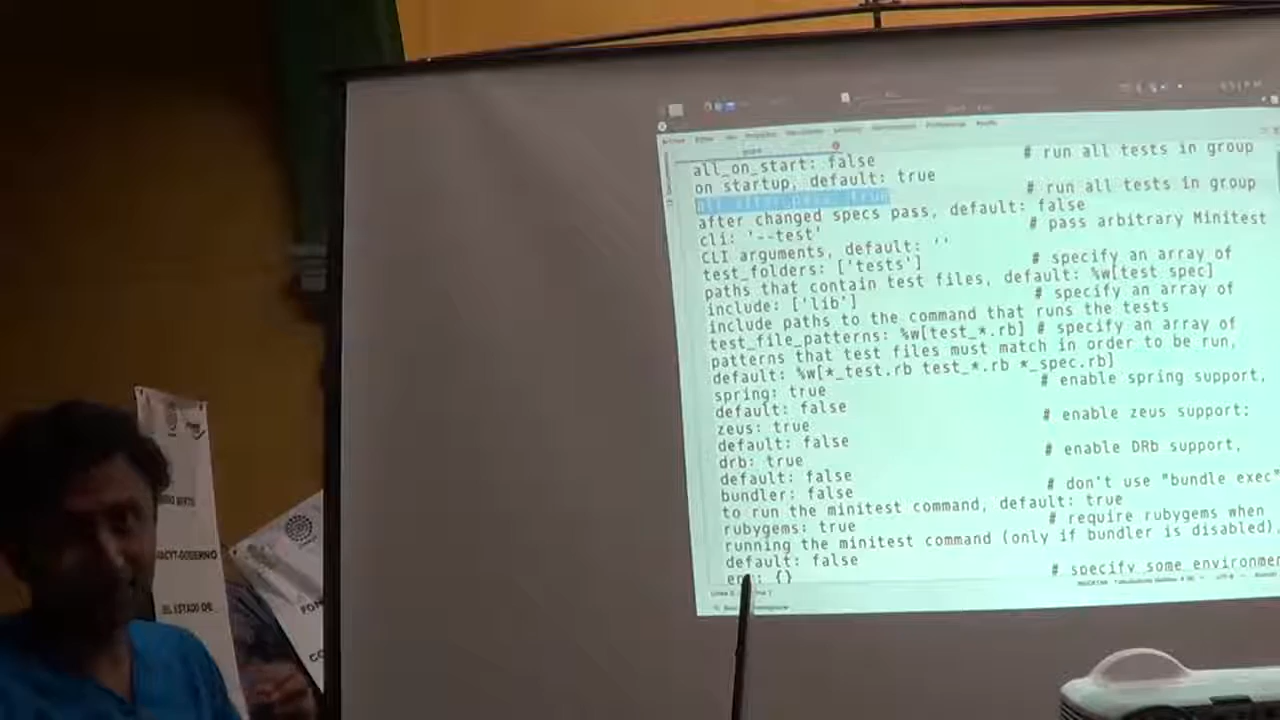 all_on_start: false # run all tests in group
on startup, default: true
all_after_pass: true # run all tests in group
after changed specs pass, default: false
cli: '--test' # pass arbitrary Minitest
CLI arguments, default: ''
test_folders: ['tests'] # specify an array of
paths that contain test files, default: %w[test spec]
include: ['lib'] # specify an array of
include paths to the command that runs the tests
test_file_patterns: %w[test_*.rb] # specify an array of
patterns that test files must match in order to be run,
default: %w[*_test.rb test_*.rb *_spec.rb]
spring: true # enable spring support,
default: false
zeus: true # enable zeus support;
default: false
drb: true # enable DRb support,
default: false
bundler: false # don't use "bundle exec"
to run the minitest command, default: true
rubygems: true # require rubygems when
running the minitest command (only if bundler is disabled),
default: false
env: {} # specify some environmen
EL ESTADO DE
FON